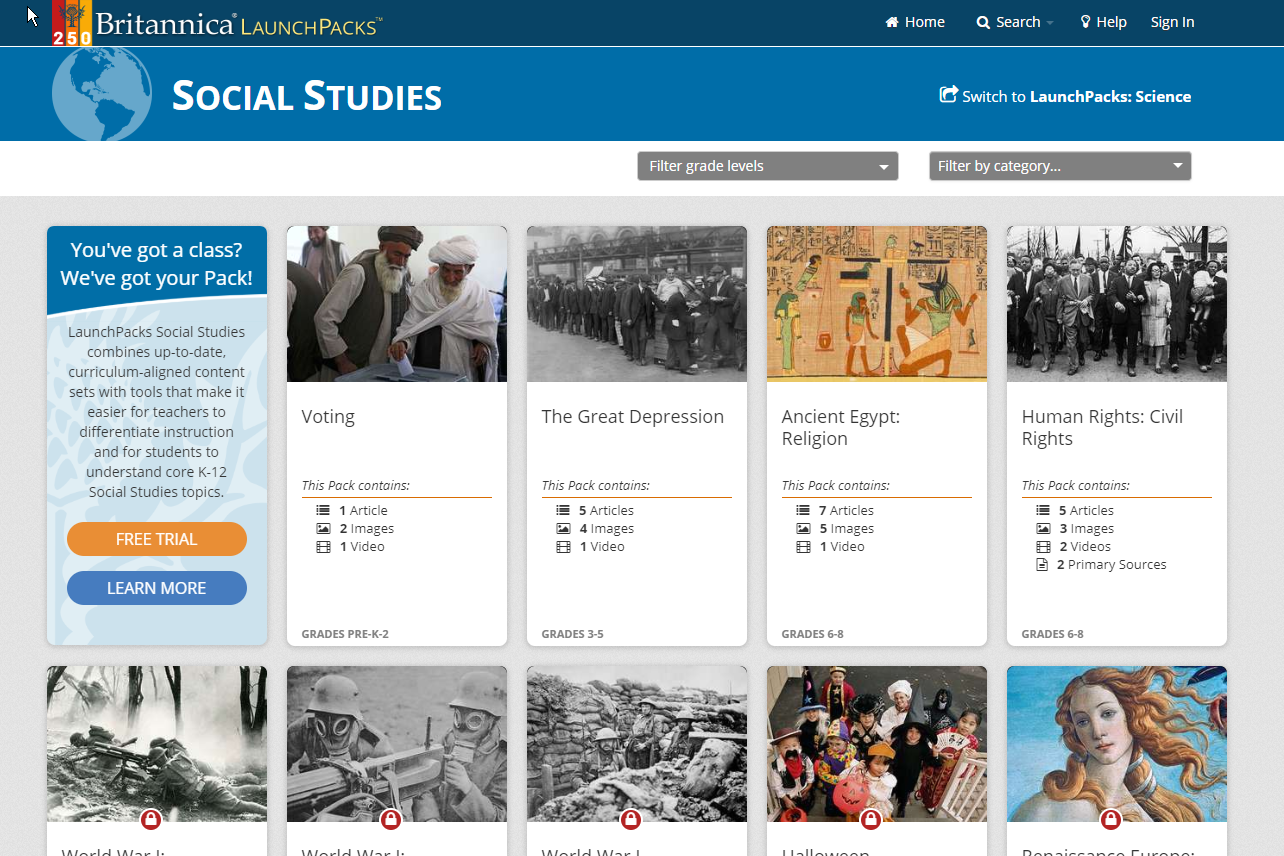 250 Britannica® LAUNCHPACKS™
Home Search Help Sign In
SOCIAL STUDIES
Switch to LaunchPacks: Science
Filter grade levels
Filter by category...
You've got a class?
We've got your Pack!
LaunchPacks Social Studies
combines up-to-date,
curriculum-aligned content
sets with tools that make it
easier for teachers to
differentiate instruction
and for students to
understand core K-12
Social Studies topics.
FREE TRIAL
LEARN MORE
Voting
This Pack contains:
1 Article
2 Images
1 Video
GRADES PRE-K-2
The Great Depression
This Pack contains:
5 Articles
4 Images
1 Video
GRADES 3-5
Ancient Egypt:
Religion
This Pack contains:
7 Articles
5 Images
1 Video
GRADES 6-8
Human Rights: Civil
Rights
This Pack contains:
5 Articles
3 Images
2 Videos
2 Primary Sources
GRADES 6-8
World War I:
World War I:
World War I
Halloween
Renaissance Europe: